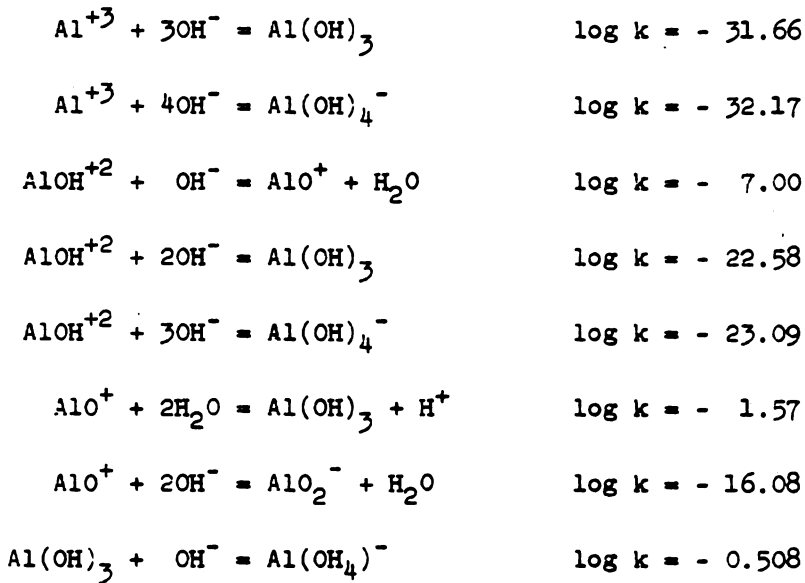 Al⁺³ + 3OH⁻ = Al(OH)₃ log k = - 31.66
Al⁺³ + 4OH⁻ = Al(OH)₄⁻ log k = - 32.17
AlOH⁺² + OH⁻ = AlO⁺ + H₂O log k = - 7.00
AlOH⁺² + 2OH⁻ = Al(OH)₃ log k = - 22.58
AlOH⁺² + 3OH⁻ = Al(OH)₄⁻ log k = - 23.09
AlO⁺ + 2H₂O = Al(OH)₃ + H⁺ log k = - 1.57
AlO⁺ + 2OH⁻ = AlO₂⁻ + H₂O log k = - 16.08
Al(OH)₃ + OH⁻ = Al(OH₄)⁻ log k = - 0.508